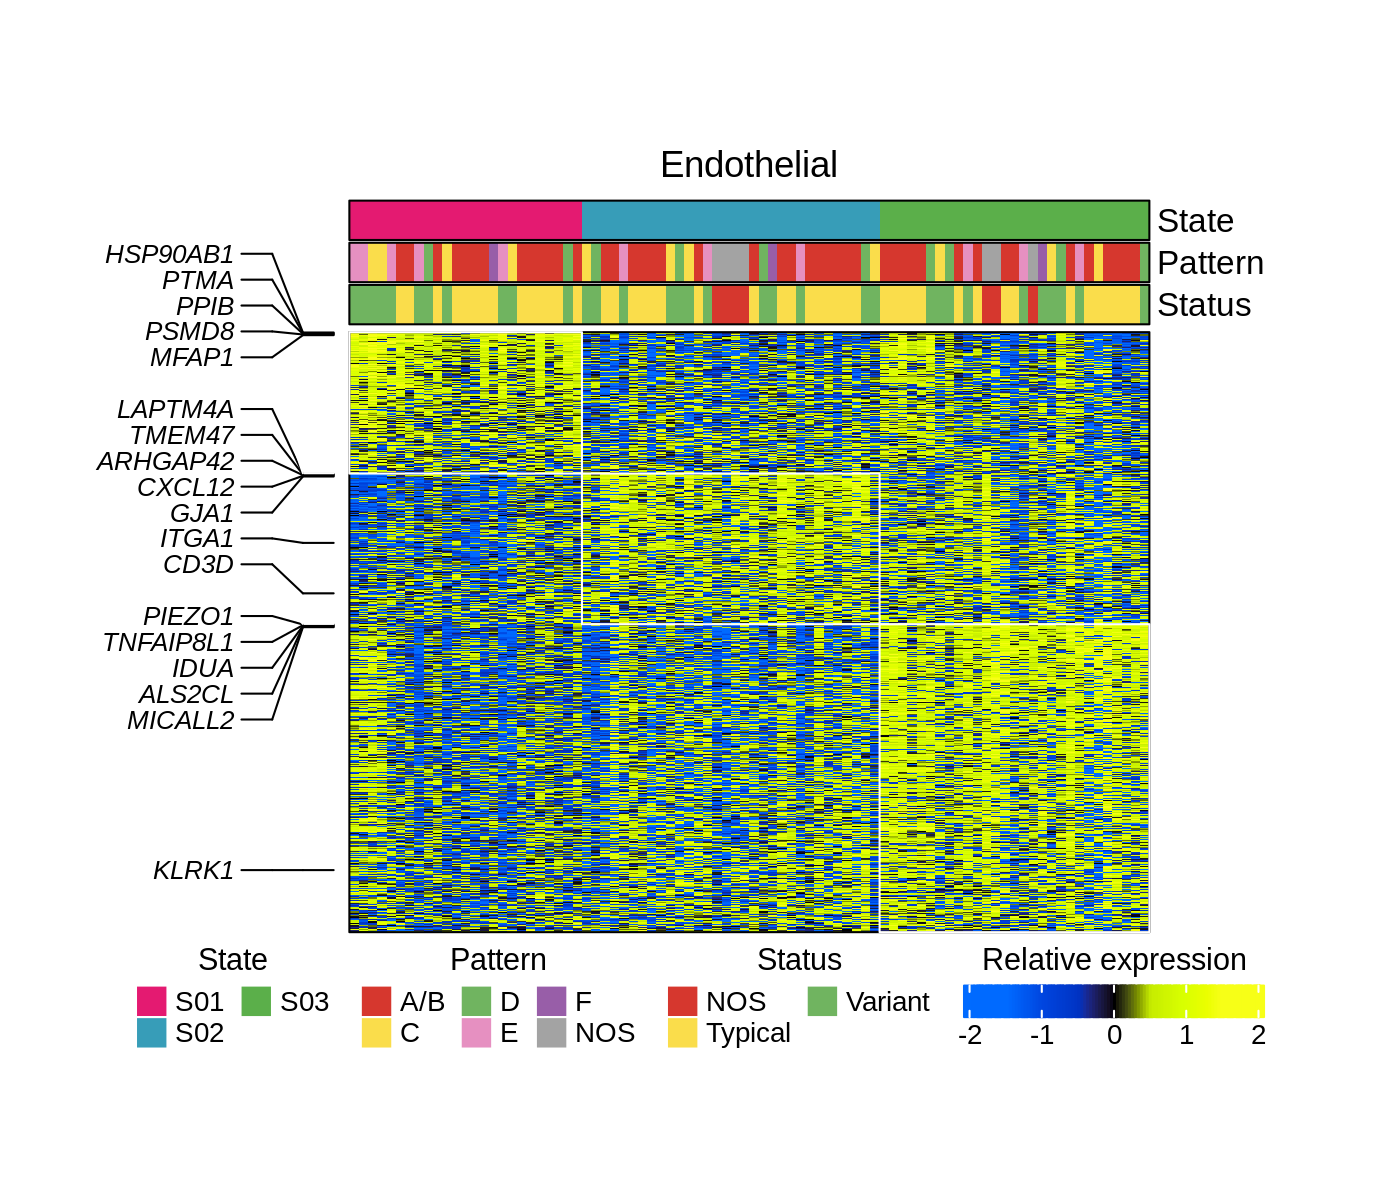 Endothelial
State
Pattern
Status
HSP90AB1
PTMA
PPIB
PSMD8
MFAP1
LAPTM4A
TMEM47
ARHGAP42
CXCL12
GJA1
ITGA1
CD3D
PIEZO1
TNFAIP8L1
IDUA
ALS2CL
MICALL2
KLRK1
State Pattern Status Relative expression
S01 S03 A/B D F NOS Variant
S02 C E NOS Typical
-2 -1 0 1 2